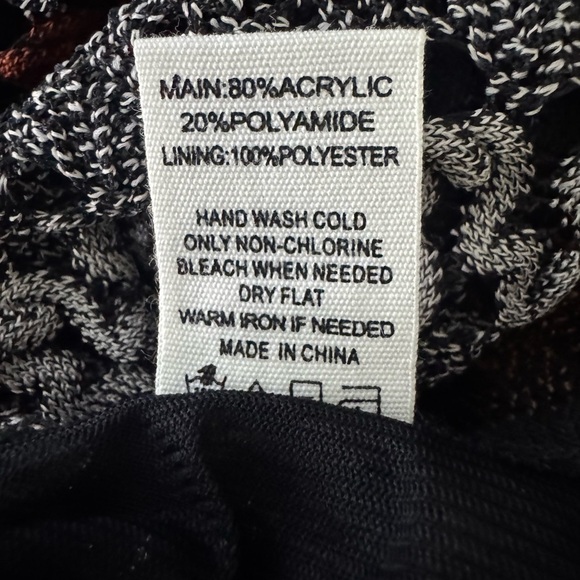 MAIN:80%ACRYLIC
20%POLYAMIDE
LINING:100%POLYESTER
HAND WASH COLD
ONLY NON-CHLORINE
BLEACH WHEN NEEDED
DRY FLAT
WARM IRON IF NEEDED
MADE IN CHINA